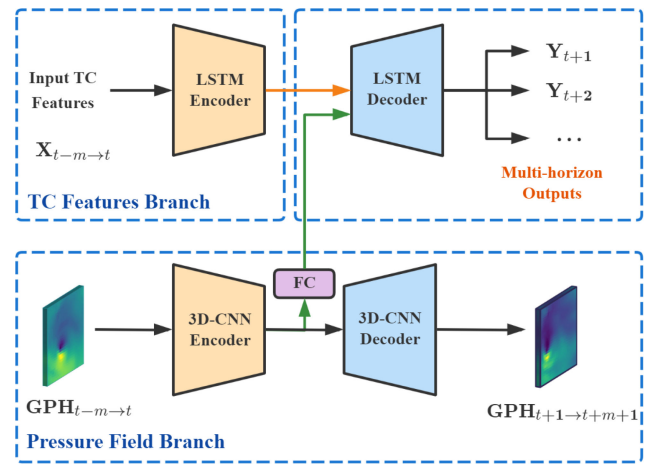 Input TC
Features
X_{t−m→t}
TC Features Branch
LSTM
Encoder
LSTM
Decoder
Y_{t+1}
Y_{t+2}
...
Multi-horizon
Outputs
FC
3D-CNN
Encoder
3D-CNN
Decoder
GPH_{t−m→t}
GPH_{t+1→t+m+1}
Pressure Field Branch